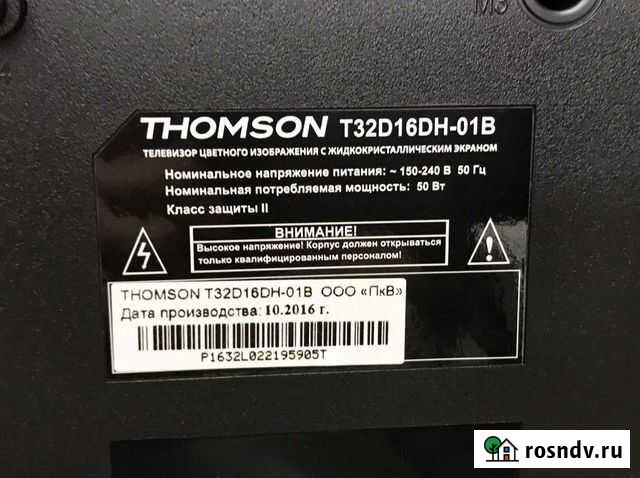 M3
THOMSON T32D16DH-01B
ТЕЛЕВИЗОР ЦВЕТНОГО ИЗОБРАЖЕНИЯ С ЖИДКОКРИСТАЛЛИЧЕСКИМ ЭКРАНОМ
Номинальное напряжение питания: ~ 150-240 В 50 Гц
Номинальная потребляемая мощность: 50 Вт
Класс защиты II
ВНИМАНИЕ!
Высокое напряжение! Корпус должен открываться
только квалифицированным персоналом!
THOMSON T32D16DH-01B ООО «ПкВ»
Дата производства: 10.2016 г.
P1632L022195905T
rosndv.ru